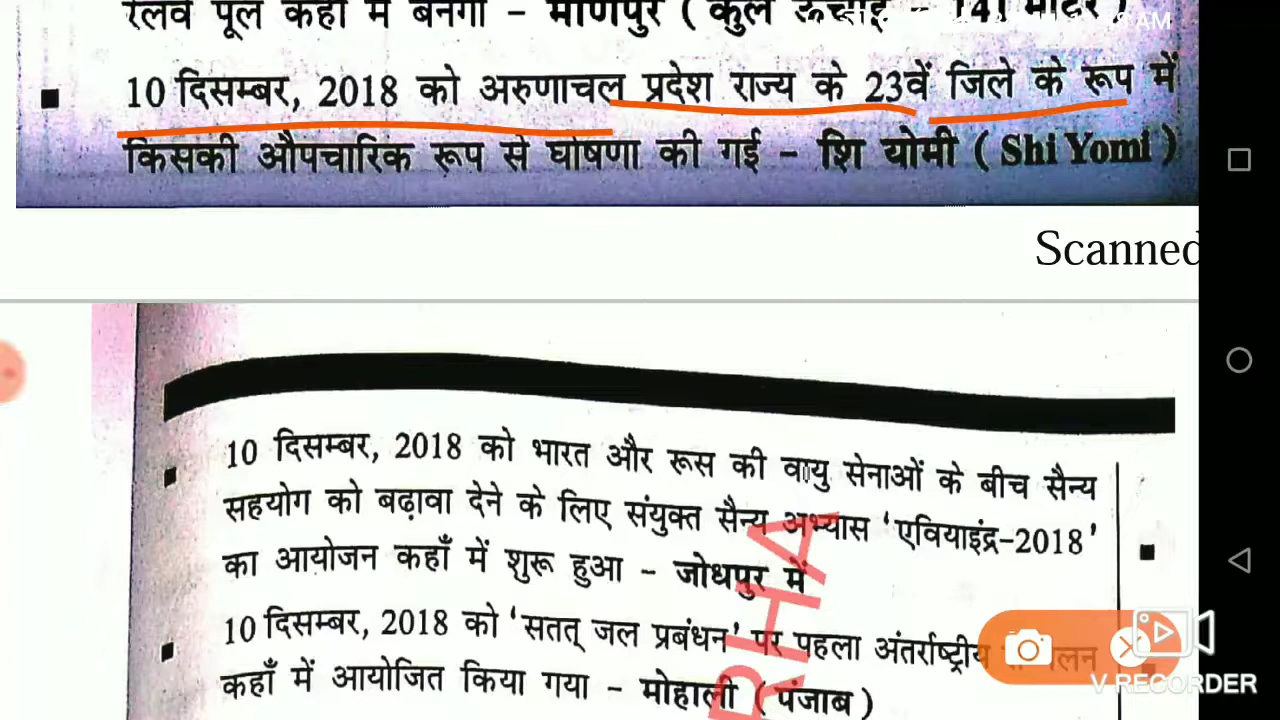 रेलवे पूल कहाँ में बनेगा – मणिपुर ( कुल ऊँचाई – 141 मीटर )
■ 10 दिसम्बर, 2018 को अरुणाचल प्रदेश राज्य के 23वें जिले के रूप में
किसकी औपचारिक रूप से घोषणा की गई – शि योमी ( Shi Yomi )
Scanned
■ 10 दिसम्बर, 2018 को भारत और रूस की वायु सेनाओं के बीच सैन्य
सहयोग को बढ़ावा देने के लिए संयुक्त सैन्य अभ्यास ‘एवियाइंद्र–2018’
का आयोजन कहाँ में शुरू हुआ – जोधपुर में
■ 10 दिसम्बर, 2018 को ‘सतत् जल प्रबंधन’ पर पहला अंतर्राष्ट्रीय
कहाँ में आयोजित किया गया – मोहाली ( पंजाब )
RHA
V RECORDER